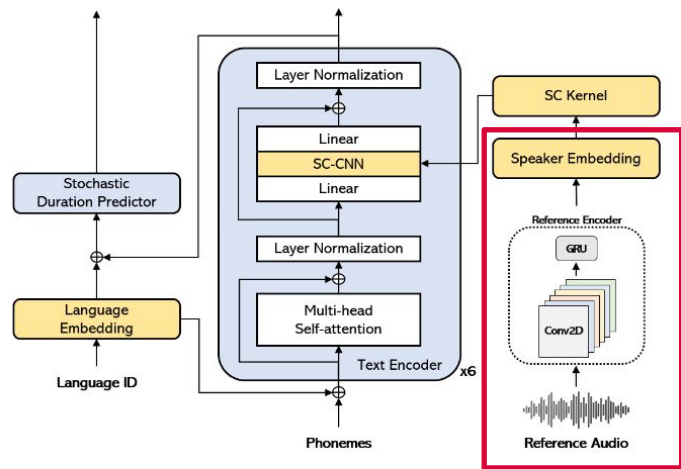 Layer Normalization
Linear
SC-CNN
Linear
Layer Normalization
Multi-head
Self-attention
Text Encoder
x6
Phonemes
Stochastic
Duration Predictor
Language
Embedding
Language ID
SC Kernel
Speaker Embedding
Reference Encoder
GRU
Conv2D
Reference Audio